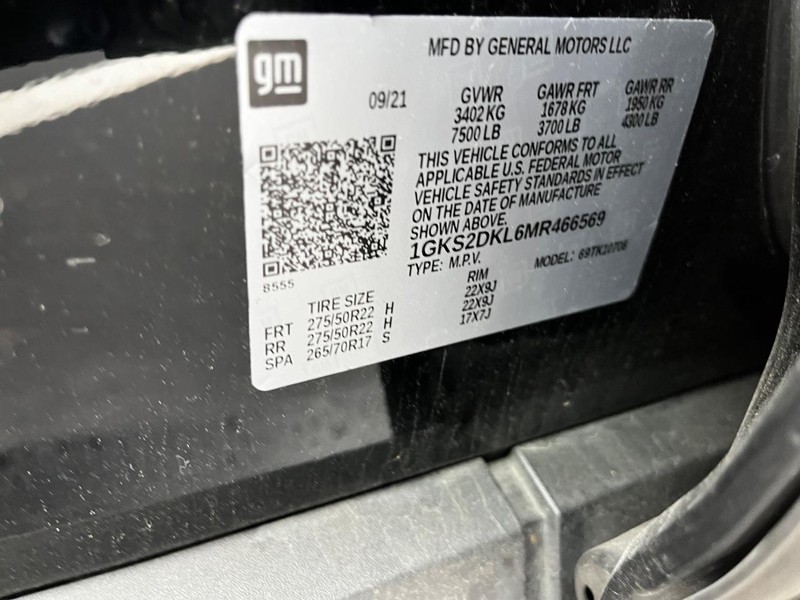 gm
MFD BY GENERAL MOTORS LLC
09/21
GVWR GAWR FRT GAWR RR
3402 KG 1678 KG 1950 KG
7500 LB 3700 LB 4300 LB
THIS VEHICLE CONFORMS TO ALL
APPLICABLE U.S. FEDERAL MOTOR
VEHICLE SAFETY STANDARDS IN EFFECT
ON THE DATE OF MANUFACTURE
SHOWN ABOVE.
1GKS2DKL6MR466569
TYPE: M.P.V. MODEL: 69TK10706
8555
TIRE SIZE RIM
FRT 275/50R22 H 22X9J
RR 275/50R22 H 22X9J
SPA 265/70R17 S 17X7J